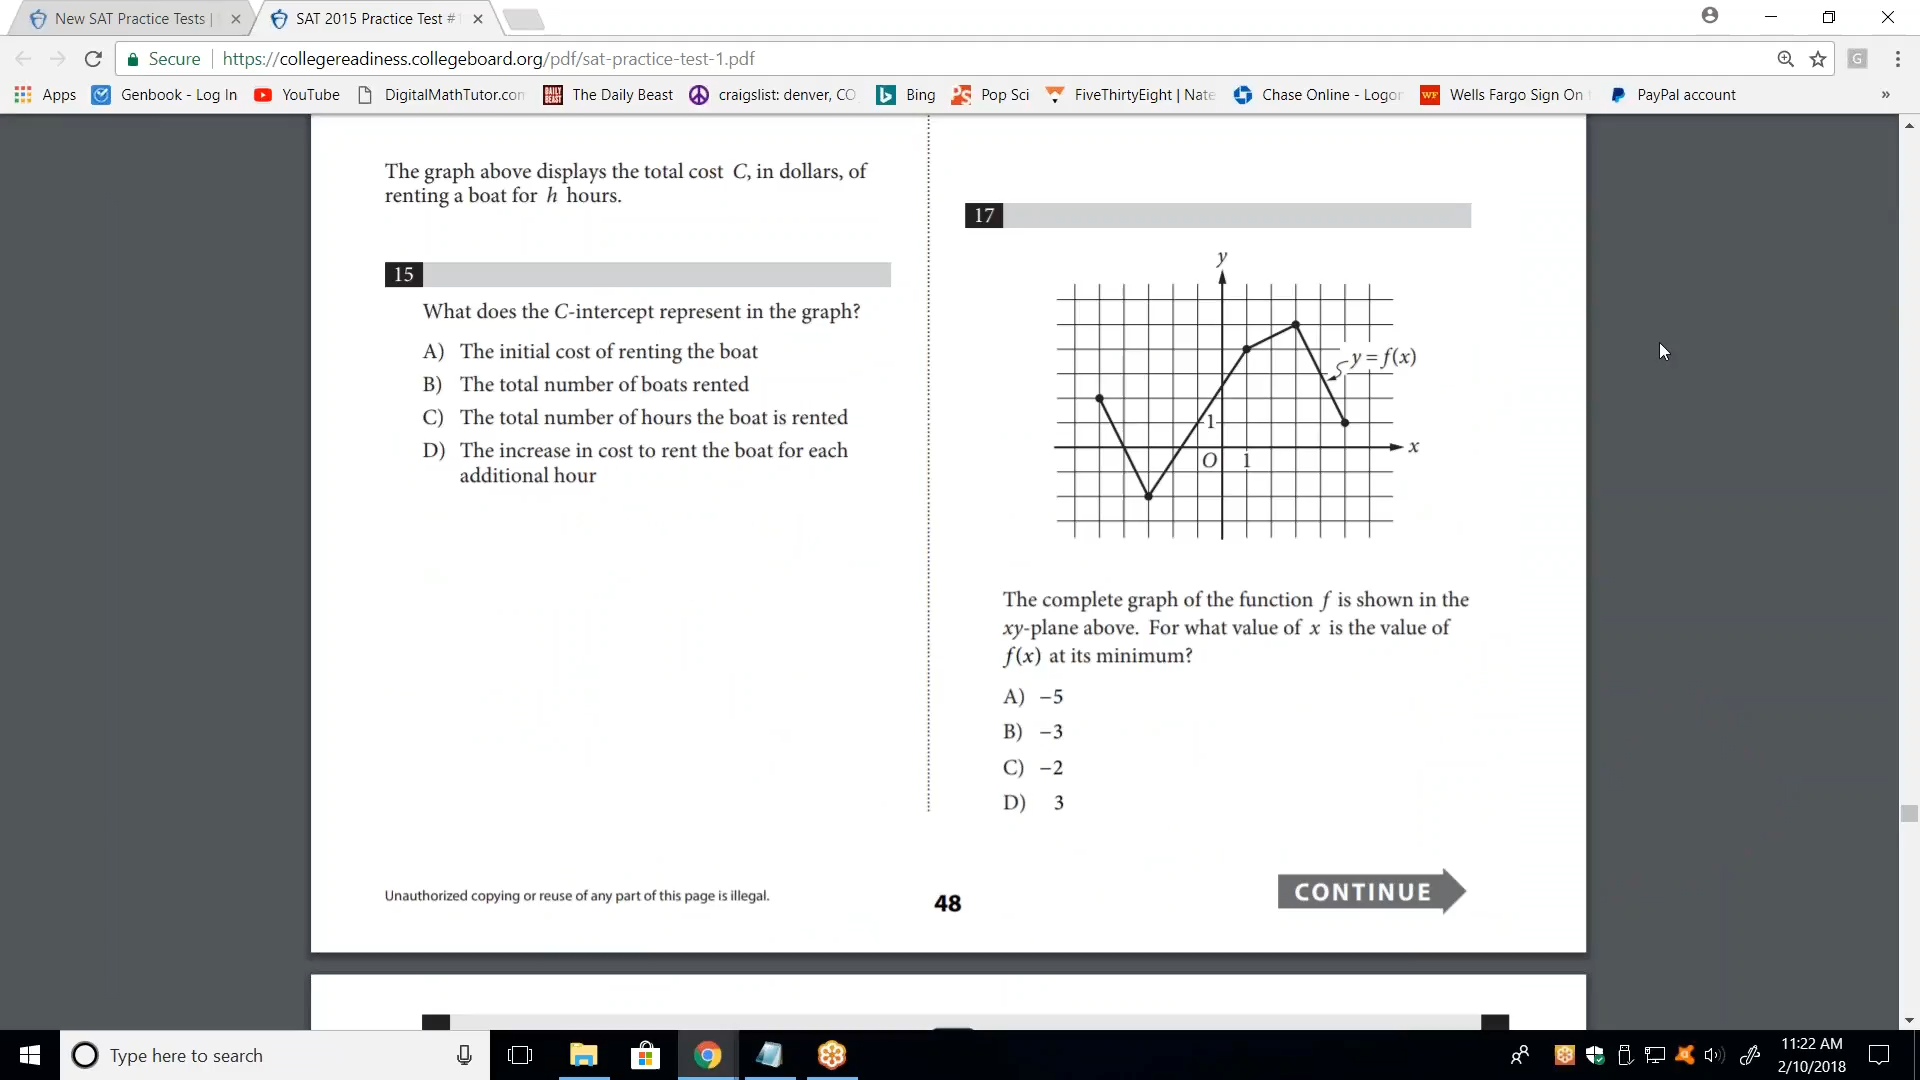 New SAT Practice Tests |
SAT 2015 Practice Test #
Secure
https://collegereadiness.collegeboard.org/pdf/sat-practice-test-1.pdf
G
Apps
Genbook - Log In
YouTube
DigitalMathTutor.com
DAILY BEAST
The Daily Beast
craigslist: denver, CO
Bing
PS
Pop Sci
FiveThirtyEight | Nate
Chase Online - Logon
WF
Wells Fargo Sign On
PayPal account
»
The graph above displays the total cost C, in dollars, of
renting a boat for h hours.
15
What does the C-intercept represent in the graph?
A) The initial cost of renting the boat
B) The total number of boats rented
C) The total number of hours the boat is rented
D) The increase in cost to rent the boat for each
additional hour
17
y
y = f(x)
1
x
O
1
The complete graph of the function f is shown in the
xy-plane above. For what value of x is the value of
f(x) at its minimum?
A) −5
B) −3
C) −2
D) 3
Unauthorized copying or reuse of any part of this page is illegal.
48
CONTINUE
Type here to search
11:22 AM
2/10/2018